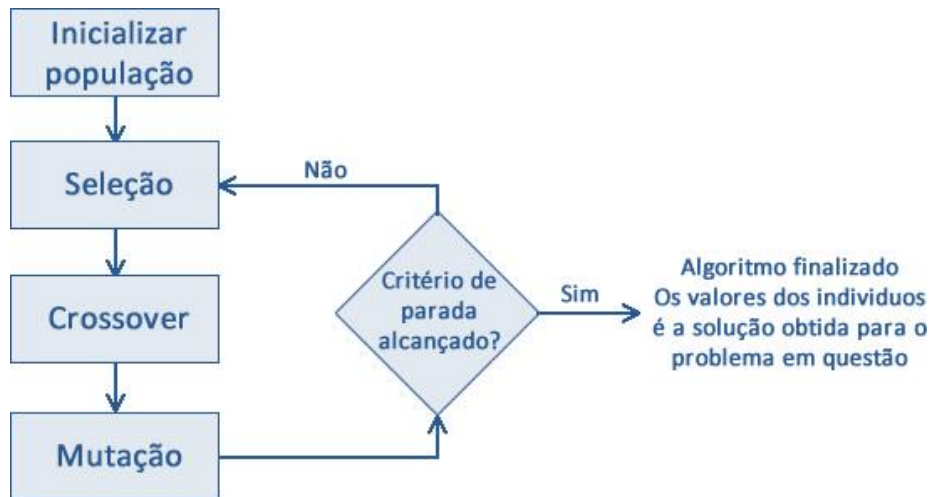 Inicializar
população
Seleção
Não
Crossover
Critério de
parada
alcançado?
Sim
Algoritmo finalizado
Os valores dos individuos
é a solução obtida para o
problema em questão
Mutação